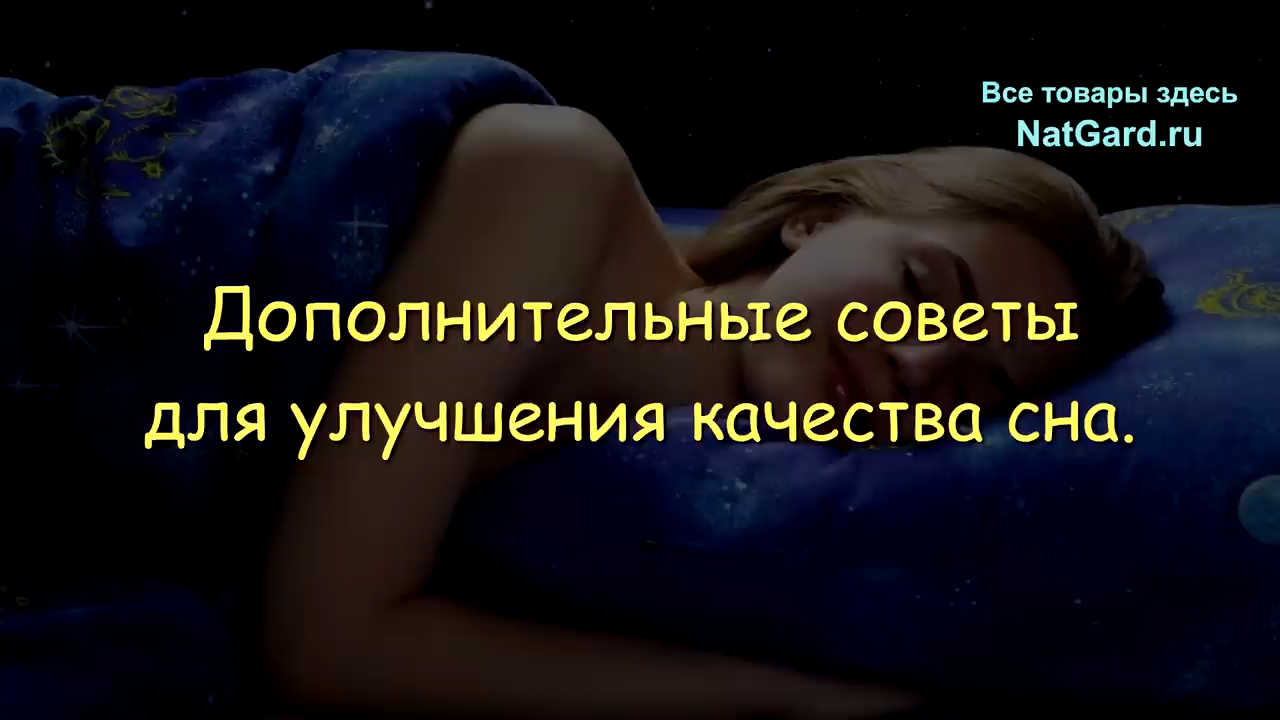 Все товары здесь
NatGard.ru
Дополнительные советы
для улучшения качества сна.